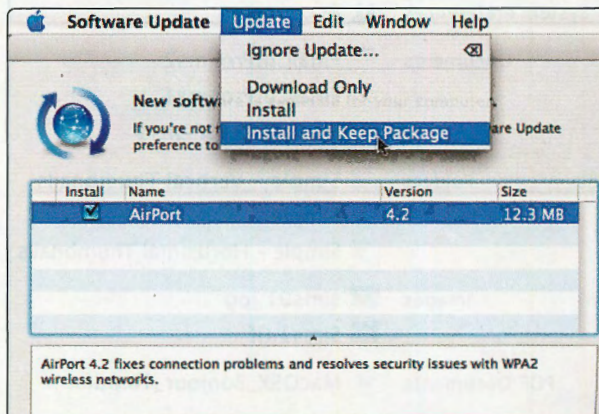 Software Update Update Edit Window Help
Ignore Update...
Download Only
Install
Install and Keep Package
New softw
If you're not r are Update
preference to
Install Name Version Size
AirPort 4.2 12.3 MB
AirPort 4.2 fixes connection problems and resolves security issues with WPA2
wireless networks.